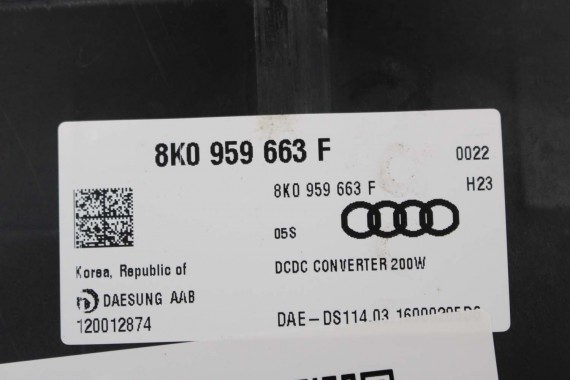 8K0 959 663 F
0022
8K0 959 663 F
H23
05S
Korea, Republic of
DCDC CONVERTER 200W
DAESUNG AAB
120012874
DAE-DS114.03